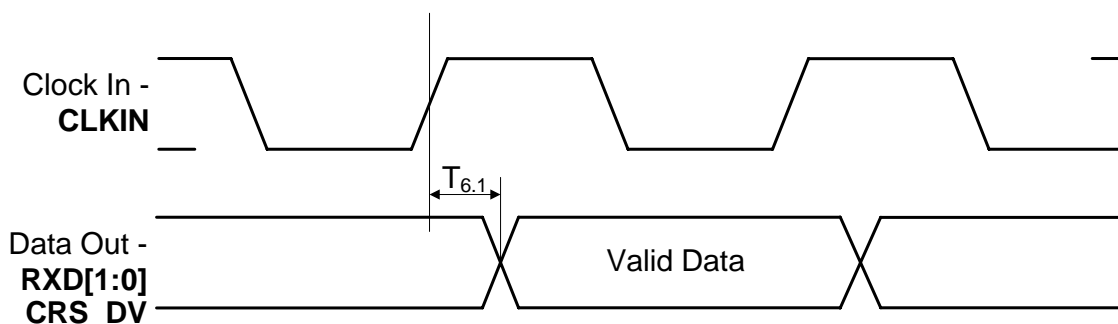 Clock In -
CLKIN
T6.1
Data Out -
RXD[1:0]
CRS_DV
Valid Data